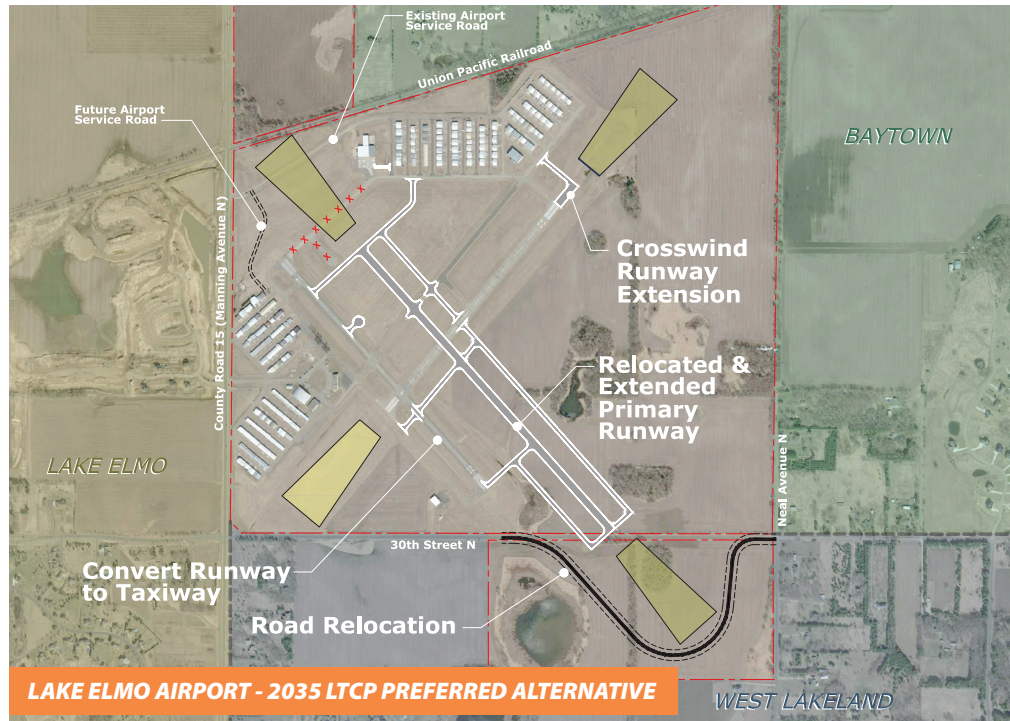 Existing Airport
Service Road
Union Pacific Railroad
Future Airport
Service Road
BAYTOWN
County Road 15 (Manning Avenue N)
Crosswind
Runway
Extension
Relocated &
Extended
Primary
Runway
LAKE ELMO
Neal Avenue N
30th Street N
Convert Runway
to Taxiway
Road Relocation
LAKE ELMO AIRPORT - 2035 LTCP PREFERRED ALTERNATIVE
WEST LAKELAND